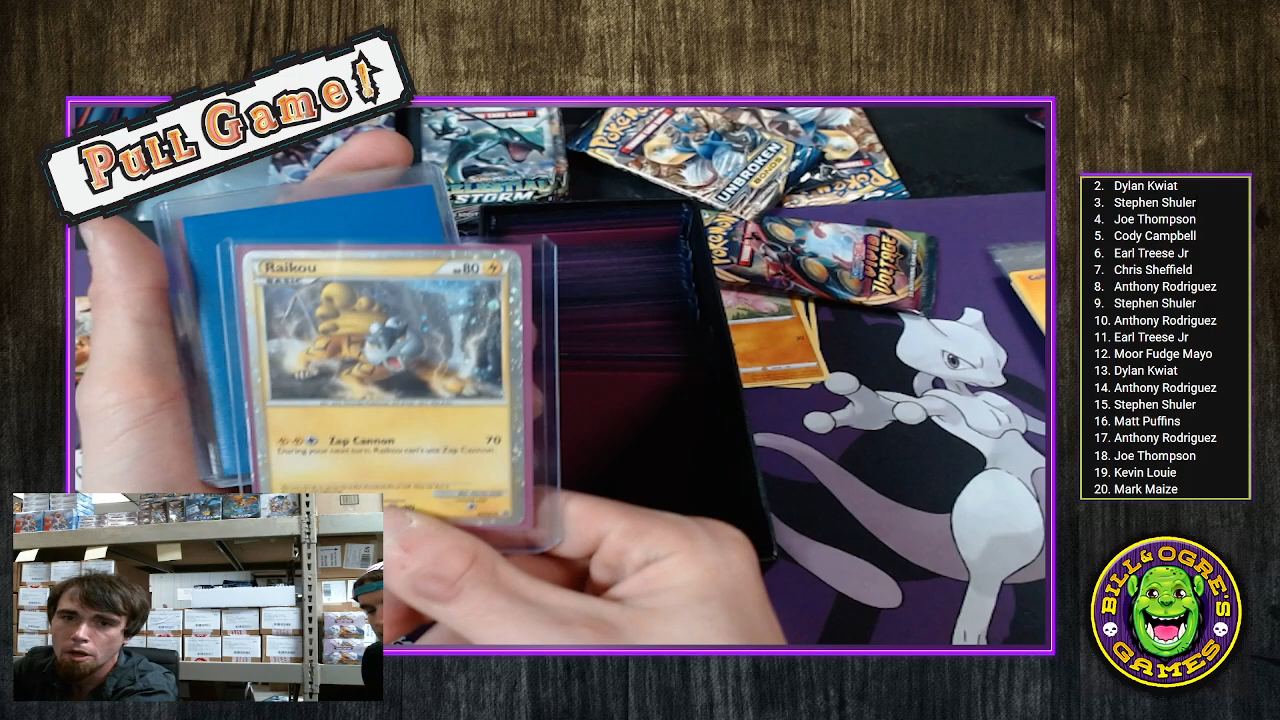 PULL Game!
CELESTIAL
STORM
POKÉMON
UNBROKEN
BONDS
POKÉMON
VIVID
VOLTAGE
Raikou
80
BASIC
Zap Cannon 70
During your next turn, Raikou can't use Zap Cannon.
2. Dylan Kwiat
3. Stephen Shuler
4. Joe Thompson
5. Cody Campbell
6. Earl Treese Jr
7. Chris Sheffield
8. Anthony Rodriguez
9. Stephen Shuler
10. Anthony Rodriguez
11. Earl Treese Jr
12. Moor Fudge Mayo
13. Dylan Kwiat
14. Anthony Rodriguez
15. Stephen Shuler
16. Matt Puffins
17. Anthony Rodriguez
18. Joe Thompson
19. Kevin Louie
20. Mark Maize
BILL & OGRE'S
GAMES